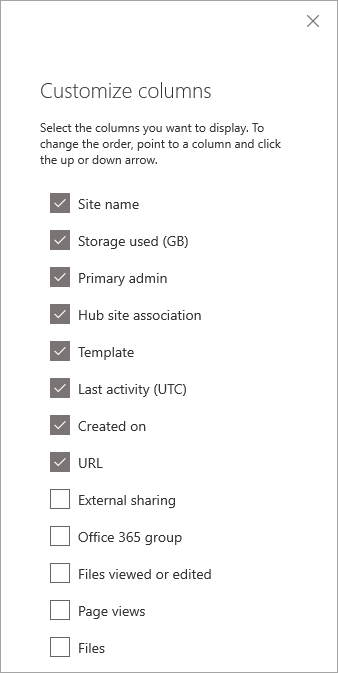 Customize columns
Select the columns you want to display. To
change the order, point to a column and click
the up or down arrow.
Site name
Storage used (GB)
Primary admin
Hub site association
Template
Last activity (UTC)
Created on
URL
External sharing
Office 365 group
Files viewed or edited
Page views
Files